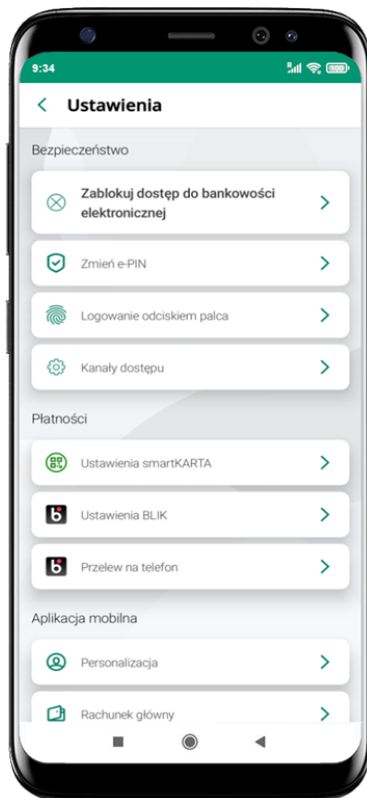 9:34
100
Ustawienia
Bezpieczeństwo
Zablokuj dostęp do bankowości
elektronicznej
Zmień e-PIN
Logowanie odciskiem palca
Kanały dostępu
Płatności
Ustawienia smartKARTA
Ustawienia BLIK
Przelew na telefon
Aplikacja mobilna
Personalizacja
Rachunek główny